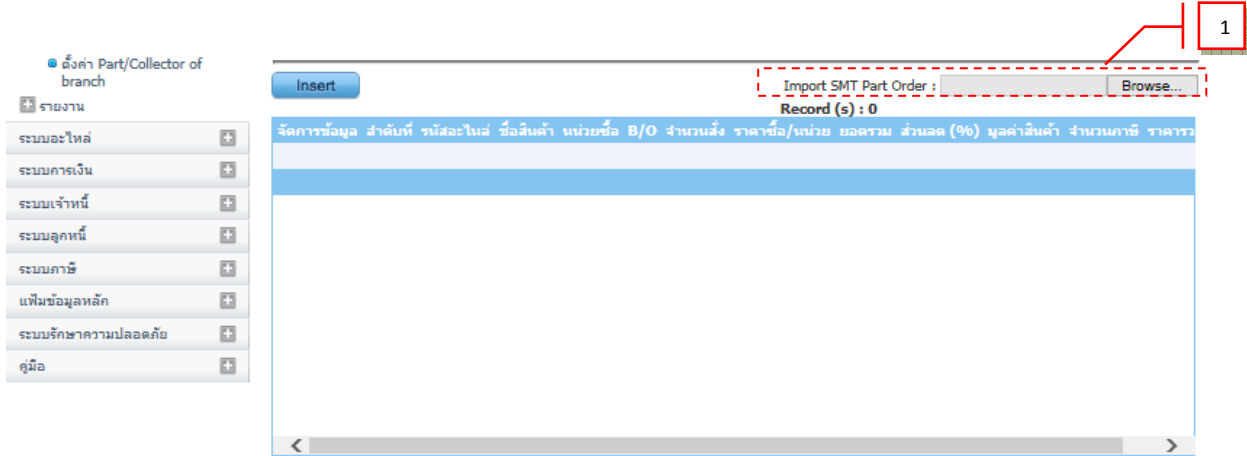 1
ตั้งค่า Part/Collector of
branch
รายงาน
ระบบอะไหล่
ระบบการเงิน
ระบบเจ้าหนี้
ระบบลูกหนี้
ระบบภาษี
แฟ้มข้อมูลหลัก
ระบบรักษาความปลอดภัย
คู่มือ
Insert
Import SMT Part Order :
Browse...
Record (s) : 0
จัดการข้อมูล ลำดับที่ รหัสอะไหล่ ชื่อสินค้า หน่วยซื้อ B/O จำนวนสั่ง ราคาซื้อ/หน่วย ยอดรวม ส่วนลด (%) มูลค่าสินค้า จำนวนภาษี ราคารว